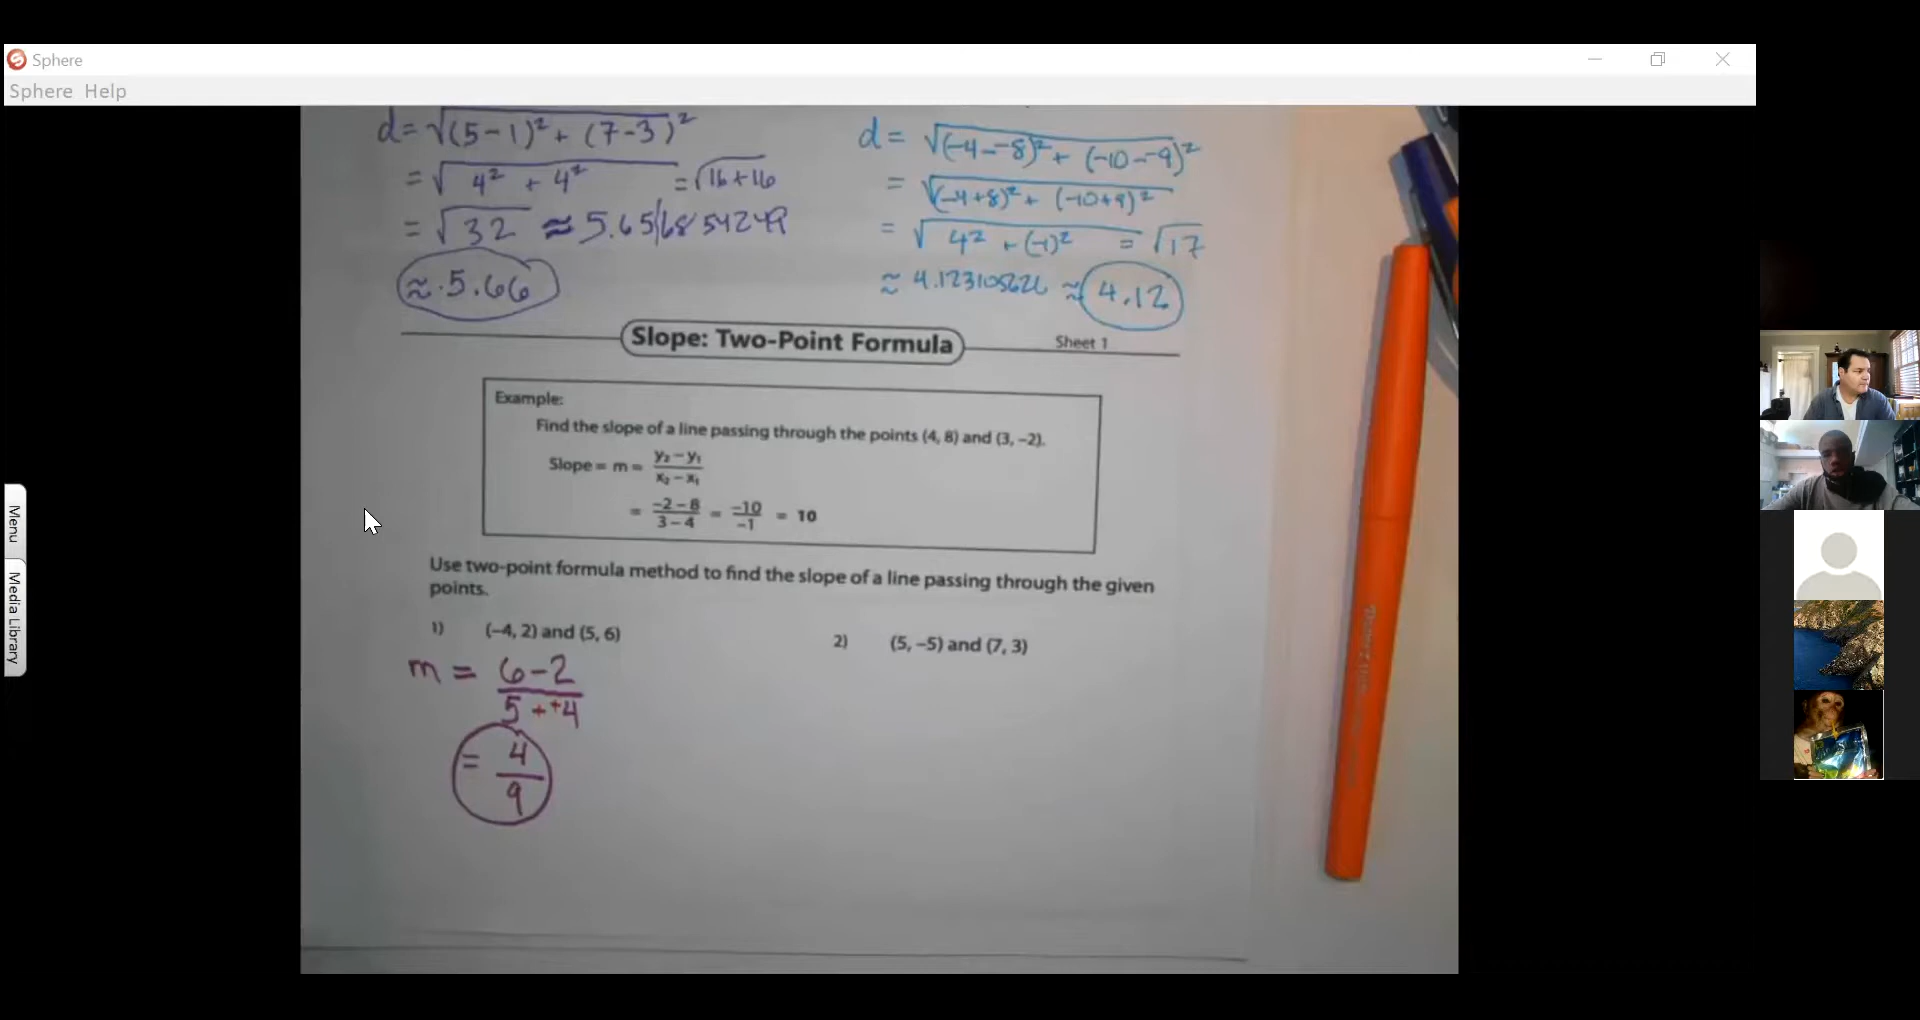 Sphere
Sphere Help
d = √(5-1)² + (7-3)²
= √4² + 4² = √16+16
= √32 ≈ 5.656854249
≈ 5.66
d = √(-4--8)² + (-10--9)²
= √(-4+8)² + (-10+9)²
= √4² + (-1)² = √17
≈ 4.123105626 ≈ 4.12
Slope: Two-Point Formula
Sheet 1
Example:
Find the slope of a line passing through the points (4, 8) and (3, –2).
Slope = m = y₂ – y₁ / x₂ – x₁
= –2 – 8 / 3 – 4 = –10 / –1 = 10
Use two-point formula method to find the slope of a line passing through the given
points.
1) (–4, 2) and (5, 6)
m = 6-2 / 5++4
= 4 / 9
2) (5, –5) and (7, 3)
Menu
Media Library